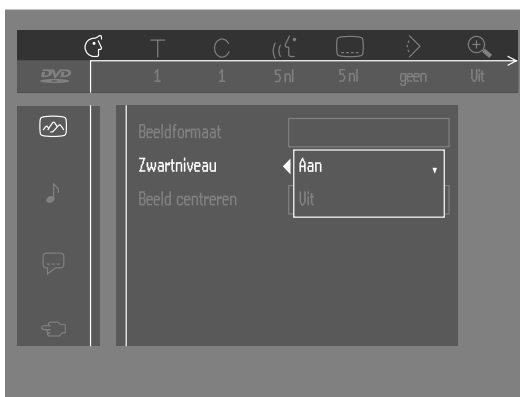 T C
DVD 1 1 5 nl 5 nl geen Uit
Beeldformaat
Zwartniveau Aan
Beeld centreren Uit